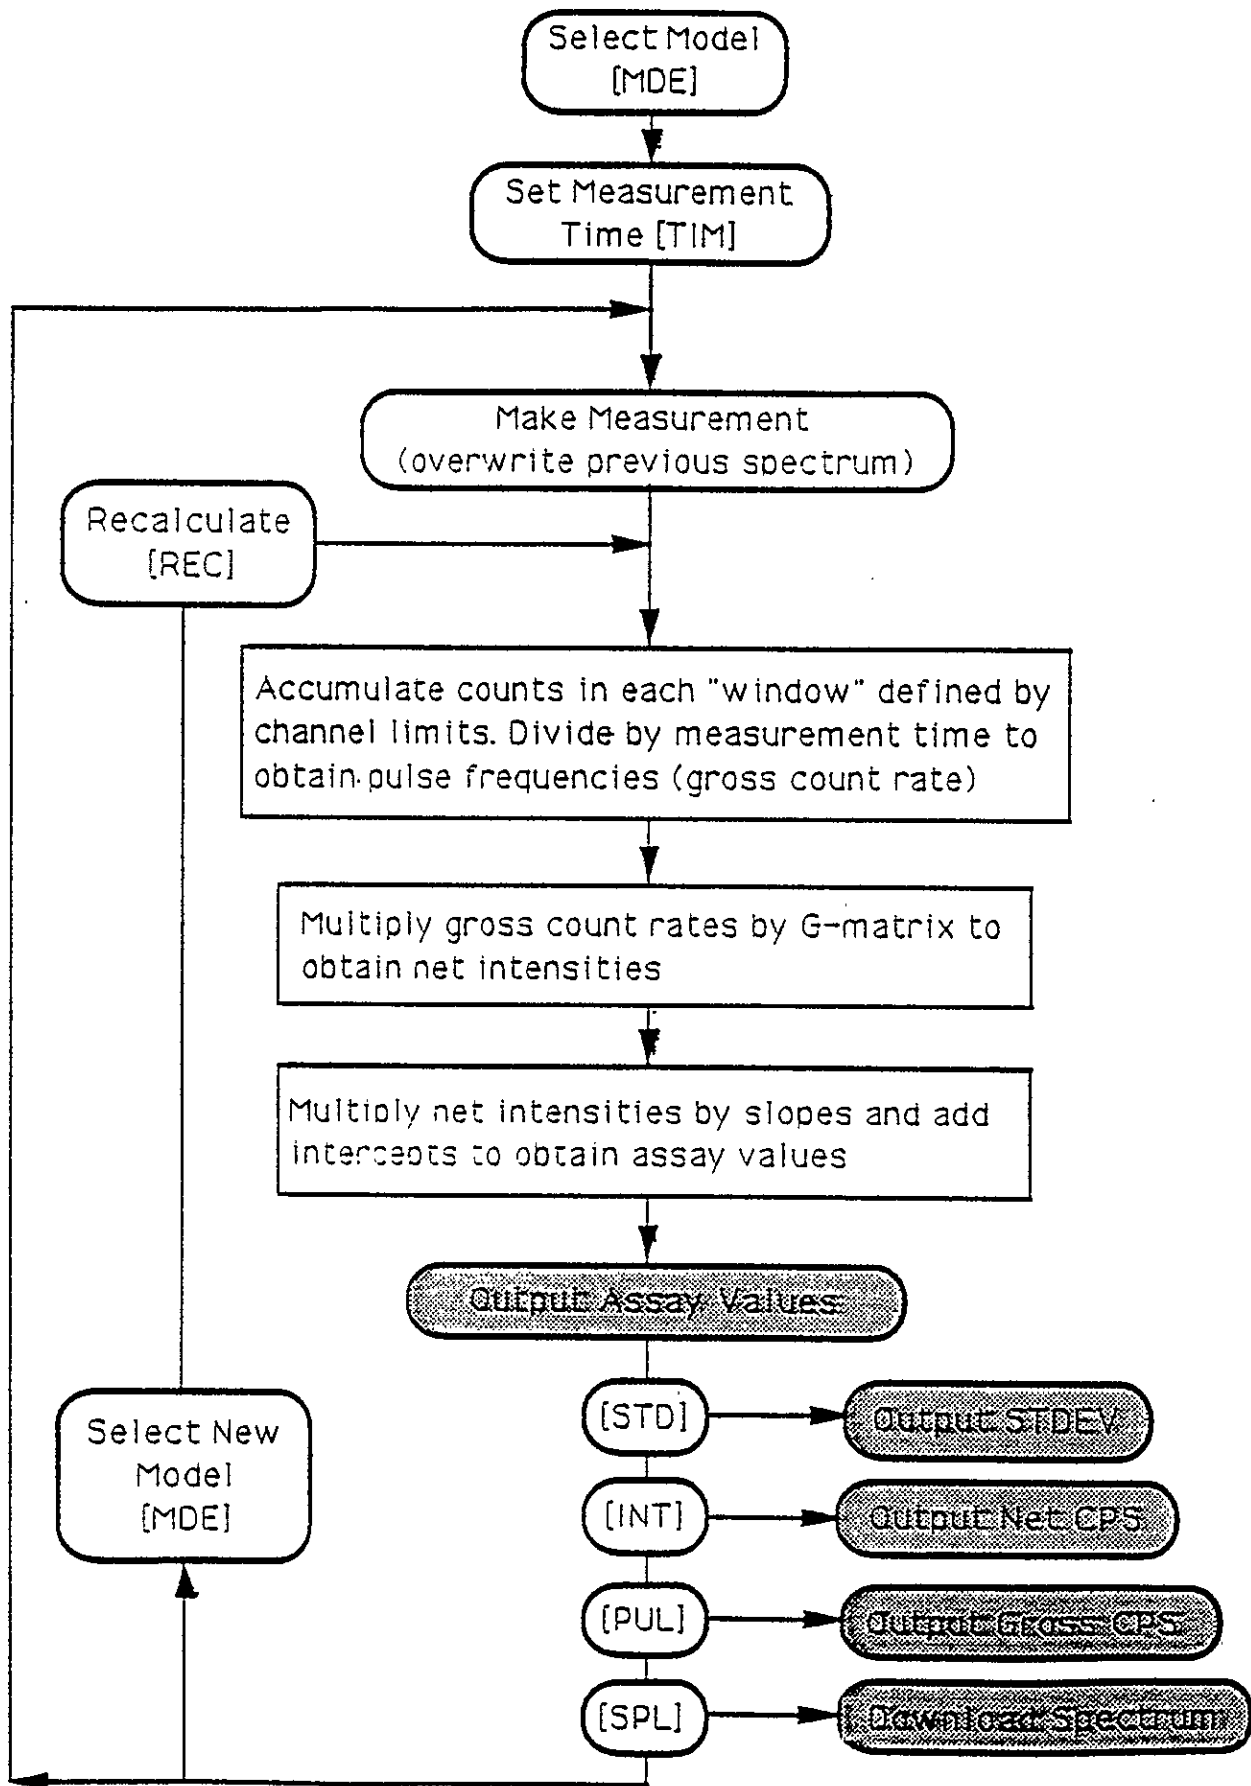 Select Model
[MDE]
Set Measurement
Time [TIM]
Make Measurement
(overwrite previous spectrum)
Recalculate
[REC]
Accumulate counts in each "window" defined by
channel limits. Divide by measurement time to
obtain pulse frequencies (gross count rate)
Multiply gross count rates by G-matrix to
obtain net intensities
Multiply net intensities by slopes and add
intercepts to obtain assay values
Output Assay Values
[STD]
Output STDEV
Select New
Model
[MDE]
[INT]
Output Net CPS
[PUL]
Output Gross CPS
[SPL]
Download Spectrum